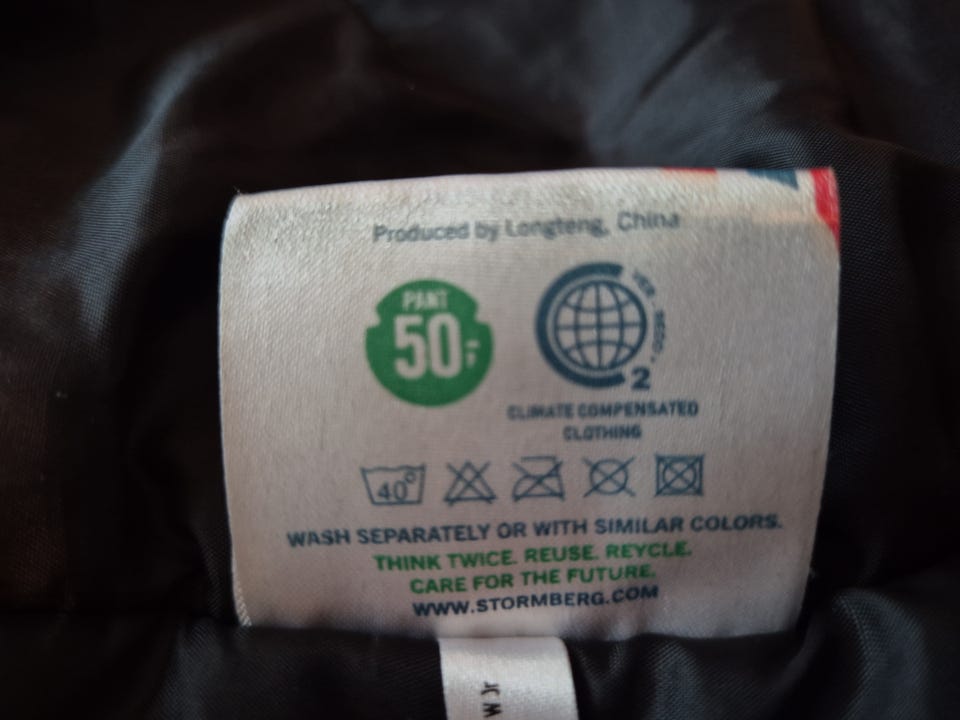 Produced by Longteng, China
PANT
50:-
2
CLIMATE COMPENSATED
CLOTHING
40°
WASH SEPARATELY OR WITH SIMILAR COLORS.
THINK TWICE. REUSE. REYCLE.
CARE FOR THE FUTURE.
WWW.STORMBERG.COM